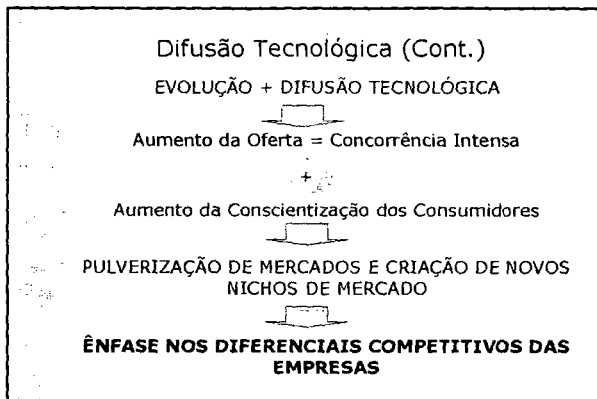 Difusão Tecnológica (Cont.)
EVOLUÇÃO + DIFUSÃO TECNOLÓGICA
Aumento da Oferta = Concorrência Intensa
+
Aumento da Conscientização dos Consumidores
PULVERIZAÇÃO DE MERCADOS E CRIAÇÃO DE NOVOS
NICHOS DE MERCADO
ÊNFASE NOS DIFERENCIAIS COMPETITIVOS DAS
EMPRESAS